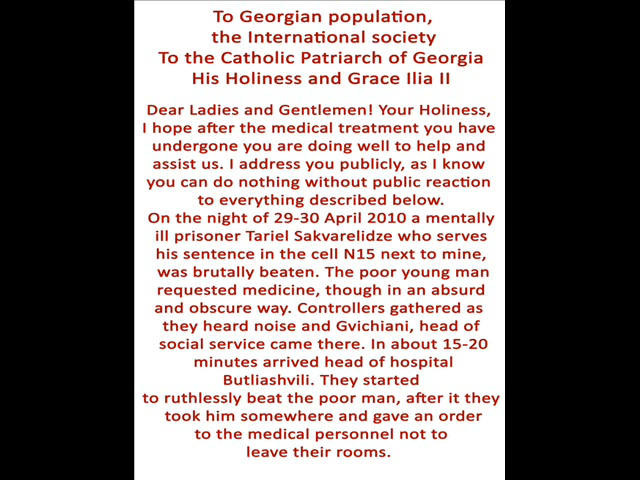 To Georgian population,
the International society
To the Catholic Patriarch of Georgia
His Holiness and Grace Ilia II
Dear Ladies and Gentlemen! Your Holiness,
I hope after the medical treatment you have
undergone you are doing well to help and
assist us. I address you publicly, as I know
you can do nothing without public reaction
to everything described below.
On the night of 29-30 April 2010 a mentally
ill prisoner Tariel Sakvarelidze who serves
his sentence in the cell N15 next to mine,
was brutally beaten. The poor young man
requested medicine, though in an absurd
and obscure way. Controllers gathered as
they heard noise and Gvichiani, head of
social service came there. In about 15-20
minutes arrived head of hospital
Butliashvili. They started
to ruthlessly beat the poor man, after it they
took him somewhere and gave an order
to the medical personnel not to
leave their rooms.